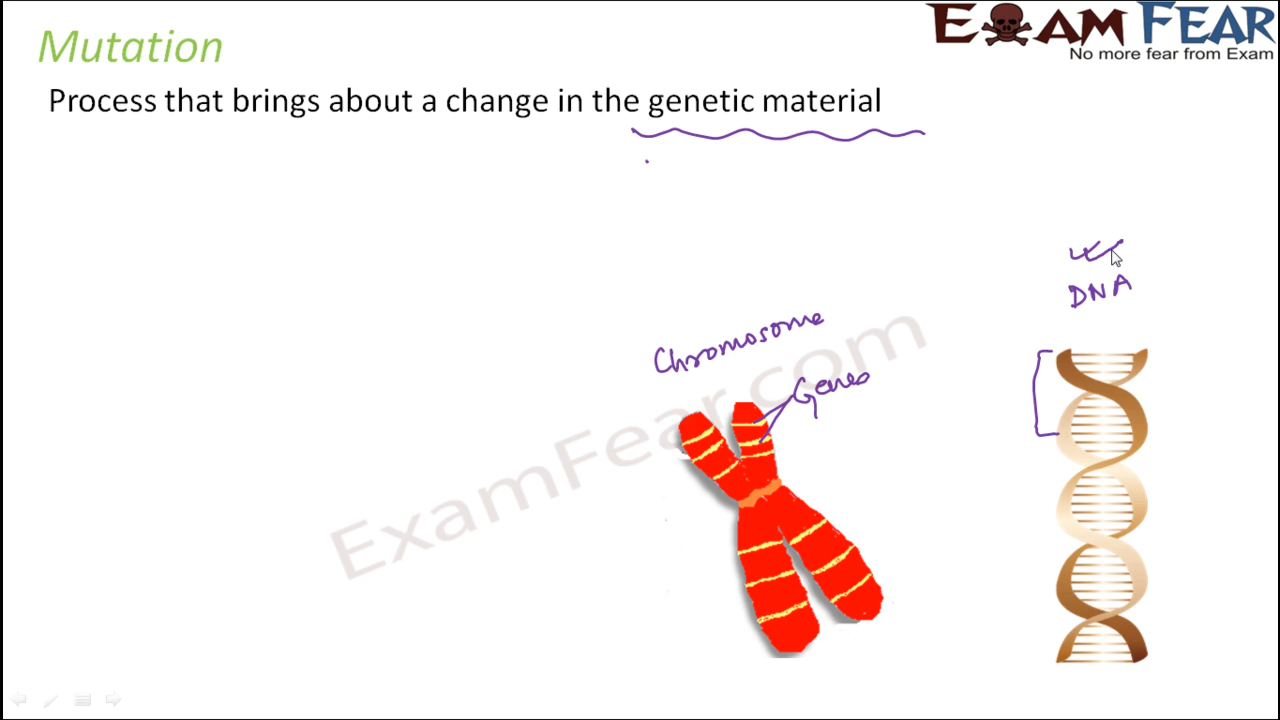 Mutation
EXAM FEAR
No more fear from Exam
Process that brings about a change in the genetic material
DNA
Chromosome
Genes
ExamFear.com